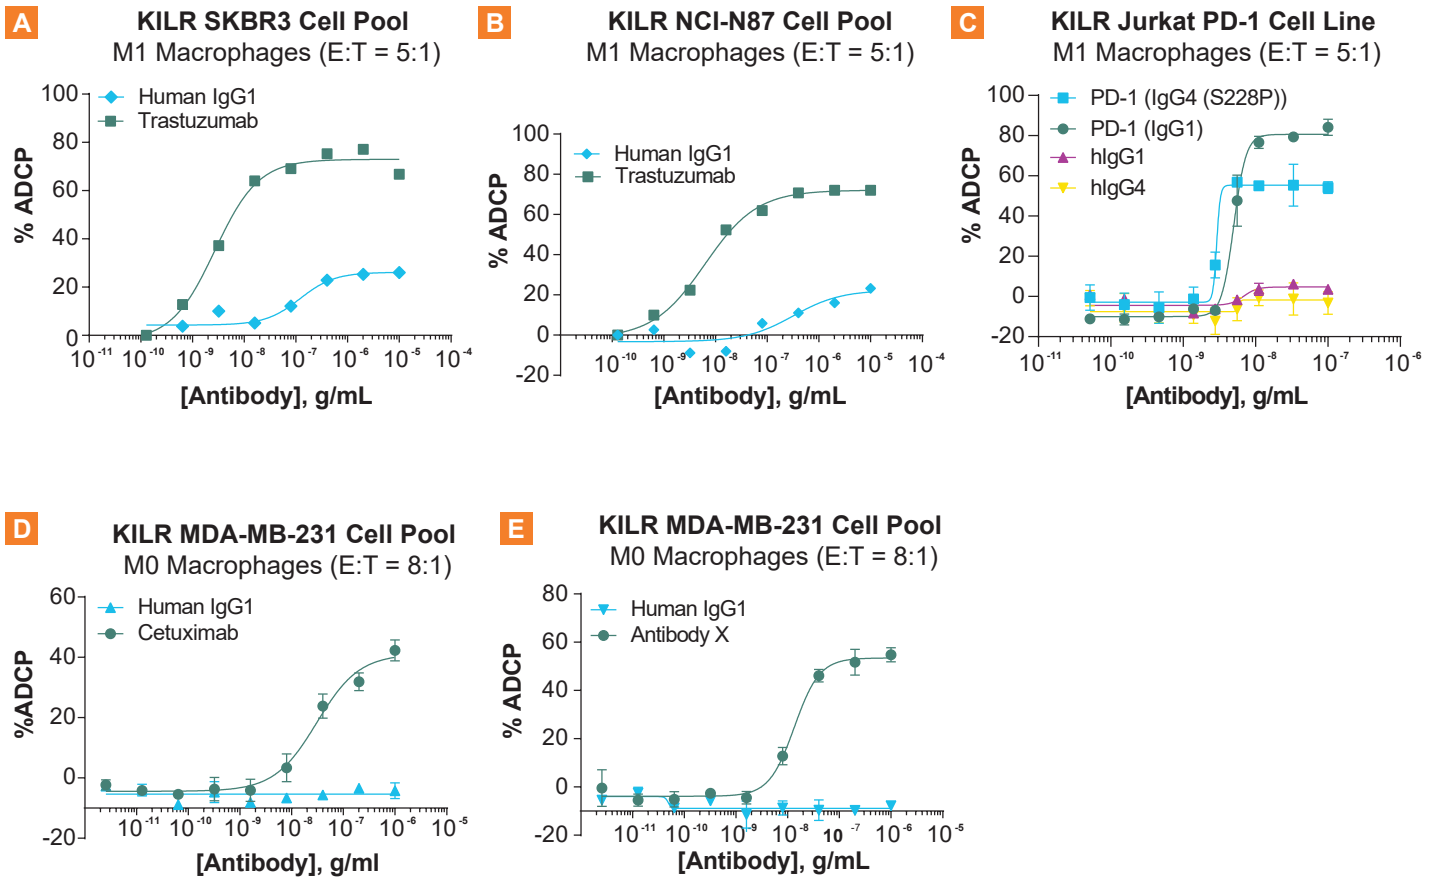 A
KILR SKBR3 Cell Pool
M1 Macrophages (E:T = 5:1)
% ADCP
100
80
60
40
20
0
Human IgG1
Trastuzumab
10-11
10-10
10-9
10-8
10-7
10-6
10-5
10-4
[Antibody], g/mL
B
KILR NCI-N87 Cell Pool
M1 Macrophages (E:T = 5:1)
% ADCP
100
80
60
40
20
0
-20
Human IgG1
Trastuzumab
10-10
10-9
10-8
10-7
10-6
10-5
10-4
[Antibody], g/mL
C
KILR Jurkat PD-1 Cell Line
M1 Macrophages (E:T = 5:1)
% ADCP
100
80
60
40
20
0
-20
PD-1 (IgG4 (S228P))
PD-1 (IgG1)
hIgG1
hIgG4
10-11
10-10
10-9
10-8
10-7
10-6
[Antibody], g/mL
D
KILR MDA-MB-231 Cell Pool
M0 Macrophages (E:T = 8:1)
%ADCP
60
40
20
0
-20
Human IgG1
Cetuximab
10-11
10-10
10-9
10-8
10-7
10-6
10-5
[Antibody], g/ml
E
KILR MDA-MB-231 Cell Pool
M0 Macrophages (E:T = 8:1)
% ADCP
80
60
40
20
0
-20
Human IgG1
Antibody X
10-11
10-10
10-9
10-8
10-7
10-6
10-5
[Antibody], g/mL